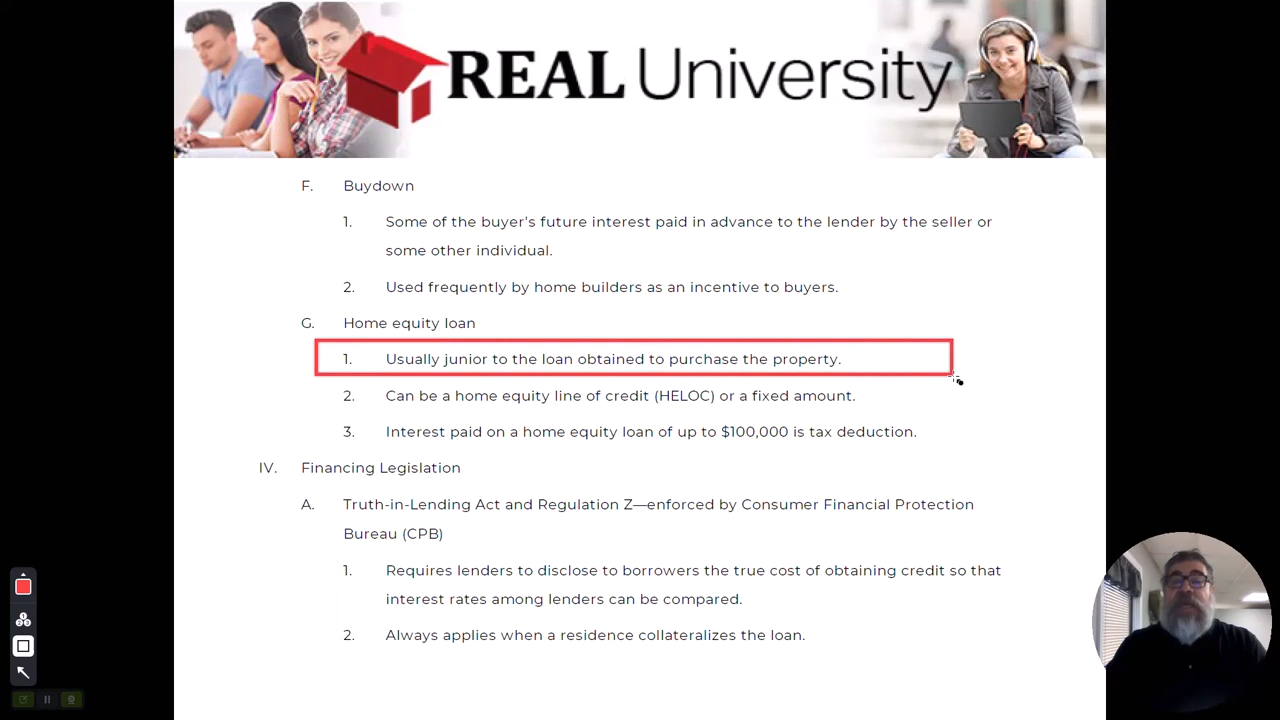 REAL University
F. Buydown
1. Some of the buyer's future interest paid in advance to the lender by the seller or
some other individual.
2. Used frequently by home builders as an incentive to buyers.
G. Home equity loan
1. Usually junior to the loan obtained to purchase the property.
2. Can be a home equity line of credit (HELOC) or a fixed amount.
3. Interest paid on a home equity loan of up to $100,000 is tax deduction.
IV. Financing Legislation
A. Truth-in-Lending Act and Regulation Z—enforced by Consumer Financial Protection
Bureau (CPB)
1. Requires lenders to disclose to borrowers the true cost of obtaining credit so that
interest rates among lenders can be compared.
2. Always applies when a residence collateralizes the loan.